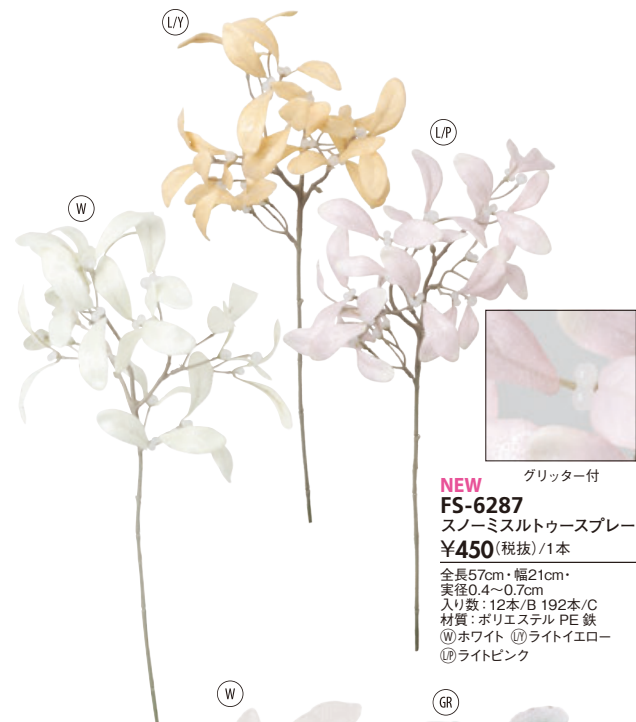 L/Y
L/P
W
グリッター付
NEW
FS-6287
スノーミスルトゥースプレー
¥450(税抜)/1本
全長57cm・幅21cm・
実径0.4〜0.7cm
入り数：12本/B 192本/C
材質：ポリエステル PE 鉄
Ⓦホワイト L/Yライトイエロー
L/Pライトピンク
W
GR